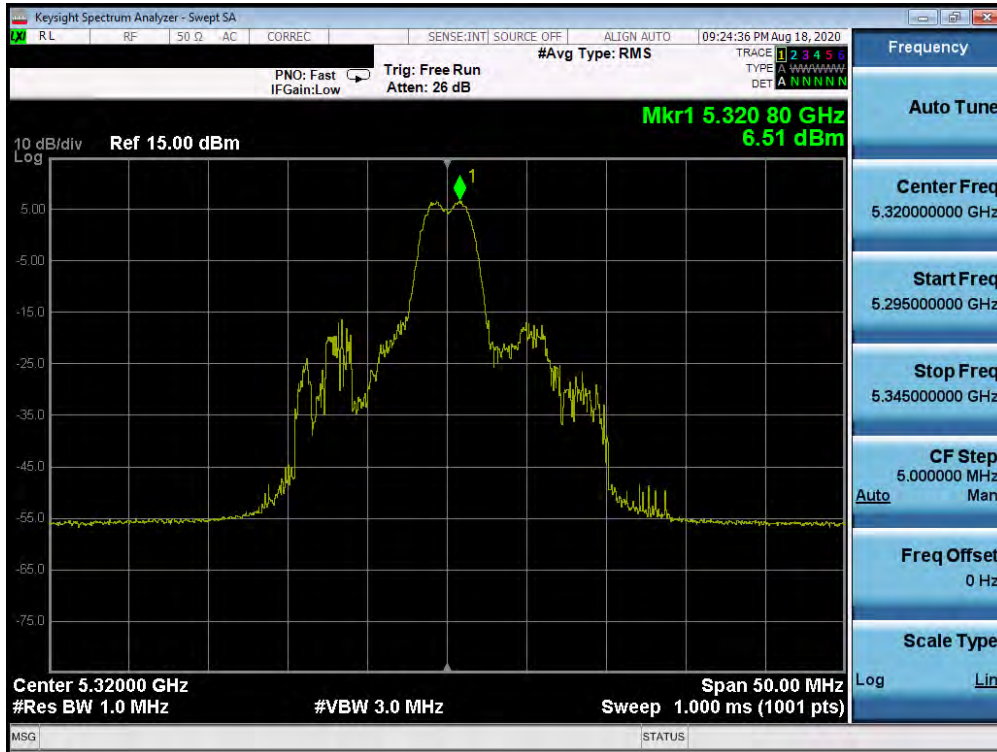 Keysight Spectrum Analyzer - Swept SA
LXI RL RF 50 Ω AC CORREC SENSE:INT SOURCE OFF ALIGN AUTO 09:24:36 PM Aug 18, 2020
#Avg Type: RMS
TRACE 1 2 3 4 5 6
PNO: Fast Trig: Free Run
TYPE A WWWWW
IFGain:Low Atten: 26 dB
DET A N N N N N
Mkr1 5.320 80 GHz
6.51 dBm
10 dB/div Ref 15.00 dBm
Log
1
5.00
-5.00
-15.0
-25.0
-35.0
-45.0
-55.0
-65.0
-75.0
Center 5.32000 GHz Span 50.00 MHz
#Res BW 1.0 MHz #VBW 3.0 MHz Sweep 1.000 ms (1001 pts)
MSG STATUS
Frequency
Auto Tune
Center Freq
5.320000000 GHz
Start Freq
5.295000000 GHz
Stop Freq
5.345000000 GHz
CF Step
5.000000 MHz
Auto Man
Freq Offset
0 Hz
Scale Type
Log Lin